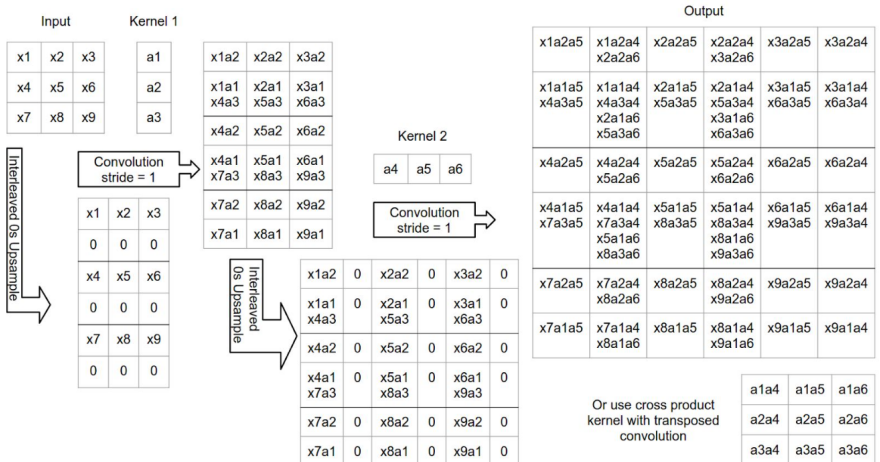 Input
Kernel 1
x1 x2 x3
x4 x5 x6
x7 x8 x9
a1
a2
a3
Interleaved 0s Upsample
Convolution
stride = 1
x1 x2 x3
0 0 0
x4 x5 x6
0 0 0
x7 x8 x9
0 0 0
x1a2 x2a2 x3a2
x1a1 x2a1 x3a1
x4a3 x5a3 x6a3
x4a2 x5a2 x6a2
x4a1 x5a1 x6a1
x7a3 x8a3 x9a3
x7a2 x8a2 x9a2
x7a1 x8a1 x9a1
Interleaved
0s Upsample
Kernel 2
a4 a5 a6
Convolution
stride = 1
x1a2 0 x2a2 0 x3a2 0
x1a1 0 x2a1 0 x3a1 0
x4a3 x5a3 x6a3
x4a2 0 x5a2 0 x6a2 0
x4a1 0 x5a1 0 x6a1 0
x7a3 x8a3 x9a3
x7a2 0 x8a2 0 x9a2 0
x7a1 0 x8a1 0 x9a1 0
Output
x1a2a5 x1a2a4 x2a2a5 x2a2a4 x3a2a5 x3a2a4
x2a2a6 x3a2a6
x1a1a5 x1a1a4 x2a1a5 x2a1a4 x3a1a5 x3a1a4
x4a3a5 x4a3a4 x5a3a5 x5a3a4 x6a3a5 x6a3a4
x2a1a6 x3a1a6
x5a3a6 x6a3a6
x4a2a5 x4a2a4 x5a2a5 x5a2a4 x6a2a5 x6a2a4
x5a2a6 x6a2a6
x4a1a5 x4a1a4 x5a1a5 x5a1a4 x6a1a5 x6a1a4
x7a3a5 x7a3a4 x8a3a5 x8a3a4 x9a3a5 x9a3a4
x5a1a6 x8a1a6
x8a3a6 x9a3a6
x7a2a5 x7a2a4 x8a2a5 x8a2a4 x9a2a5 x9a2a4
x8a2a6 x9a2a6
x7a1a5 x7a1a4 x8a1a5 x8a1a4 x9a1a5 x9a1a4
x8a1a6 x9a1a6
Or use cross product
kernel with transposed
convolution
a1a4 a1a5 a1a6
a2a4 a2a5 a2a6
a3a4 a3a5 a3a6